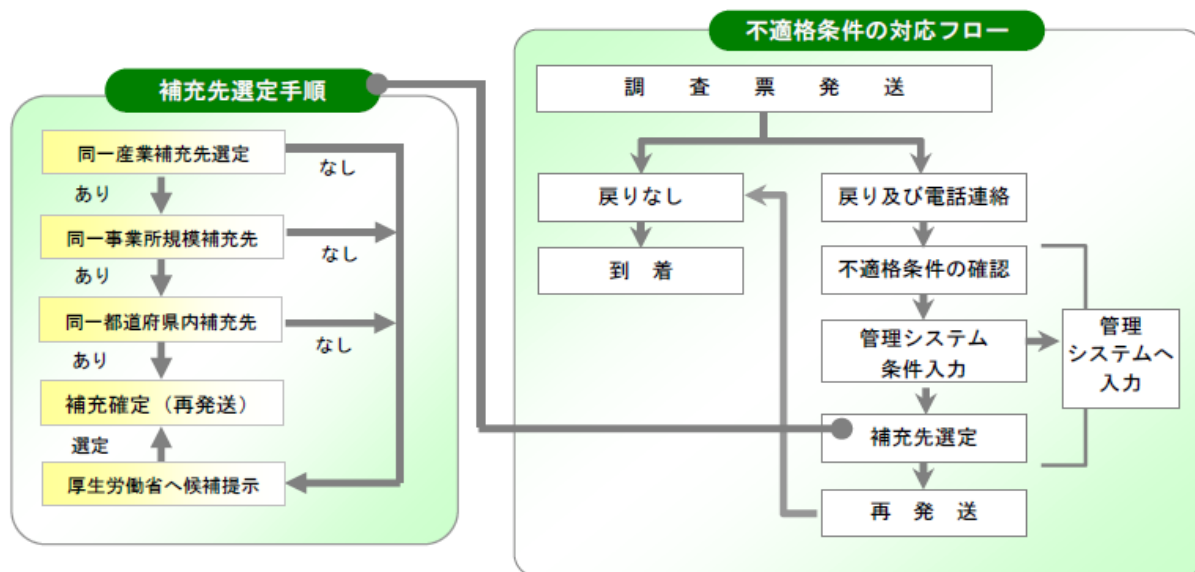 補充先選定手順
同一産業補充先選定
なし
あり
同一事業所規模補充先
なし
あり
同一都道府県内補充先
なし
あり
補充確定（再発送）
選定
厚生労働省へ候補提示
不適格条件の対応フロー
調査票発送
戻りなし
戻り及び電話連絡
到着
不適格条件の確認
管理システム
条件入力
管理
システムへ
入力
補充先選定
再発送